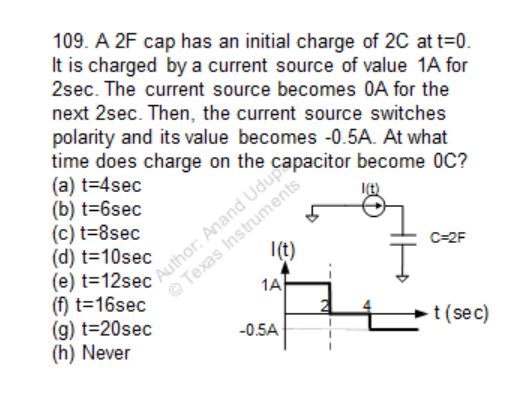 109. A 2F cap has an initial charge of 2C at t=0.
It is charged by a current source of value 1A for
2sec. The current source becomes 0A for the
next 2sec. Then, the current source switches
polarity and its value becomes -0.5A. At what
time does charge on the capacitor become 0C?
(a) t=4sec
(b) t=6sec
(c) t=8sec
(d) t=10sec
(e) t=12sec
(f) t=16sec
(g) t=20sec
(h) Never
Author: Anand Udupa
© Texas Instruments
I(t)
C=2F
I(t)
1A
2
4
t (sec)
-0.5A